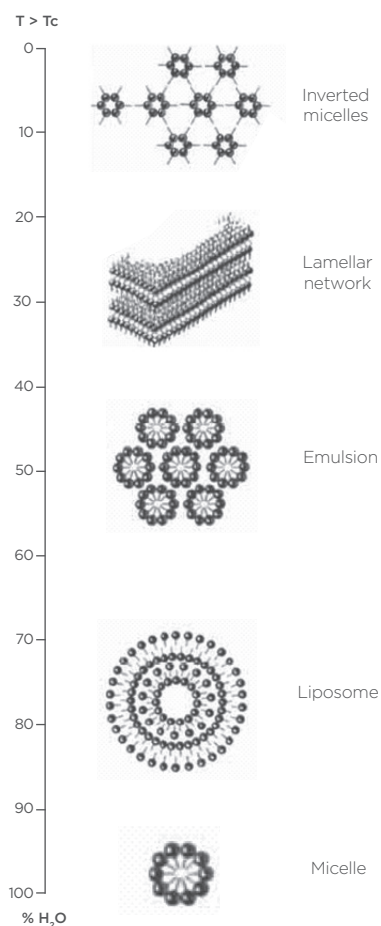 T > Tc
0
Inverted
micelles
10
20
Lamellar
network
30
40
Emulsion
50
60
70
Liposome
80
90
Micelle
100
% H₂O